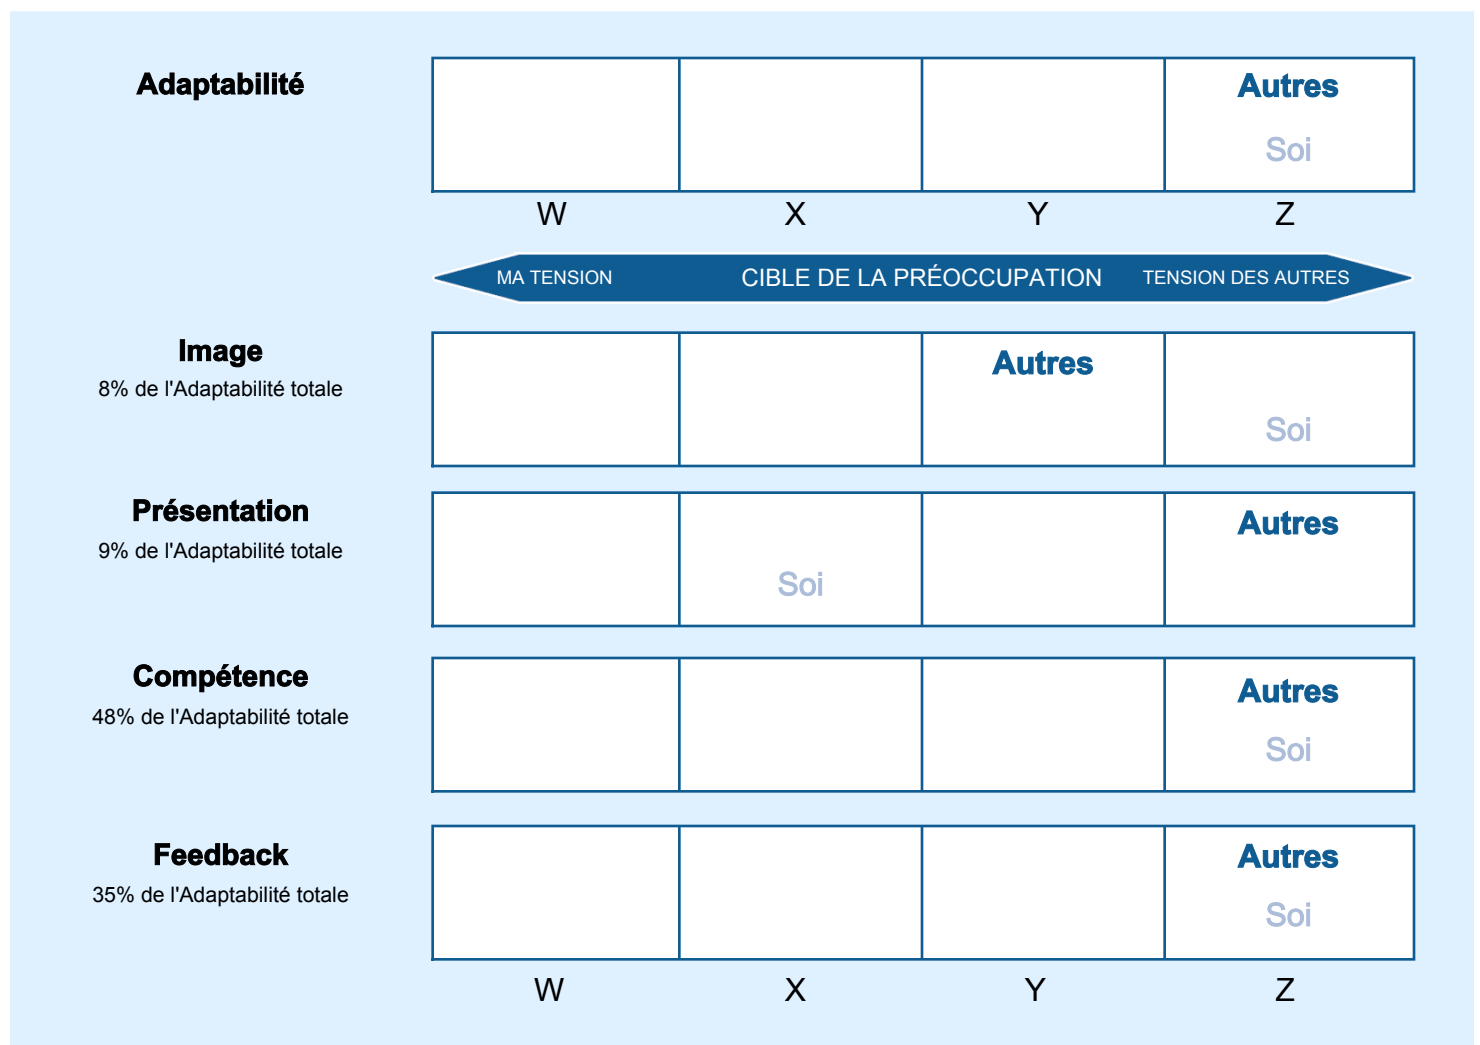 Adaptabilité
Autres
Soi
W X Y Z
MA TENSION CIBLE DE LA PRÉOCCUPATION TENSION DES AUTRES
Image
8% de l'Adaptabilité totale
Autres
Soi
Présentation
9% de l'Adaptabilité totale
Autres
Soi
Compétence
48% de l'Adaptabilité totale
Autres
Soi
Feedback
35% de l'Adaptabilité totale
Autres
Soi
W X Y Z